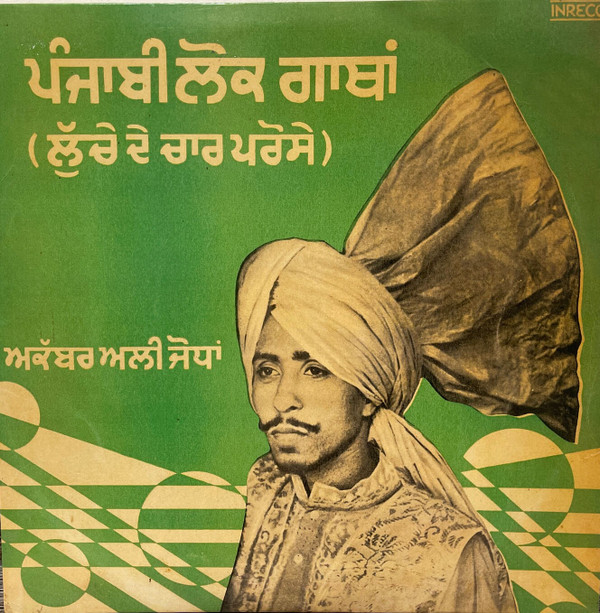 INRECO
ਪੰਜਾਬੀ ਲੋਕ ਗਾਥਾਂ
(ਲੁੱਚੇ ਦੇ ਚਾਰ ਪਰੋਸੇ)
ਅਕੱਬਰ ਅਲੀ ਜੋਧਾਂ